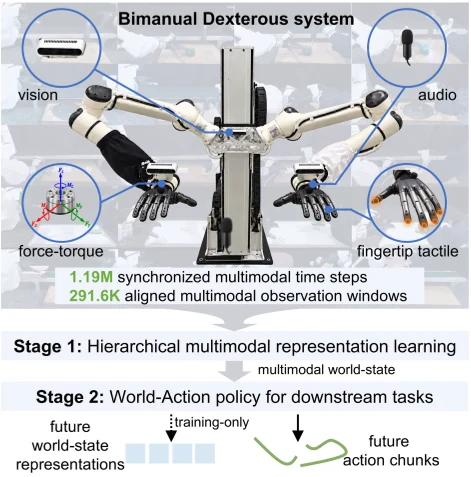 Bimanual Dexterous system
vision
audio
force-torque
fingertip tactile
1.19M synchronized multimodal time steps
291.6K aligned multimodal observation windows
Stage 1: Hierarchical multimodal representation learning
multimodal world-state
Stage 2: World-Action policy for downstream tasks
training-only
future
world-state
representations
future
action chunks